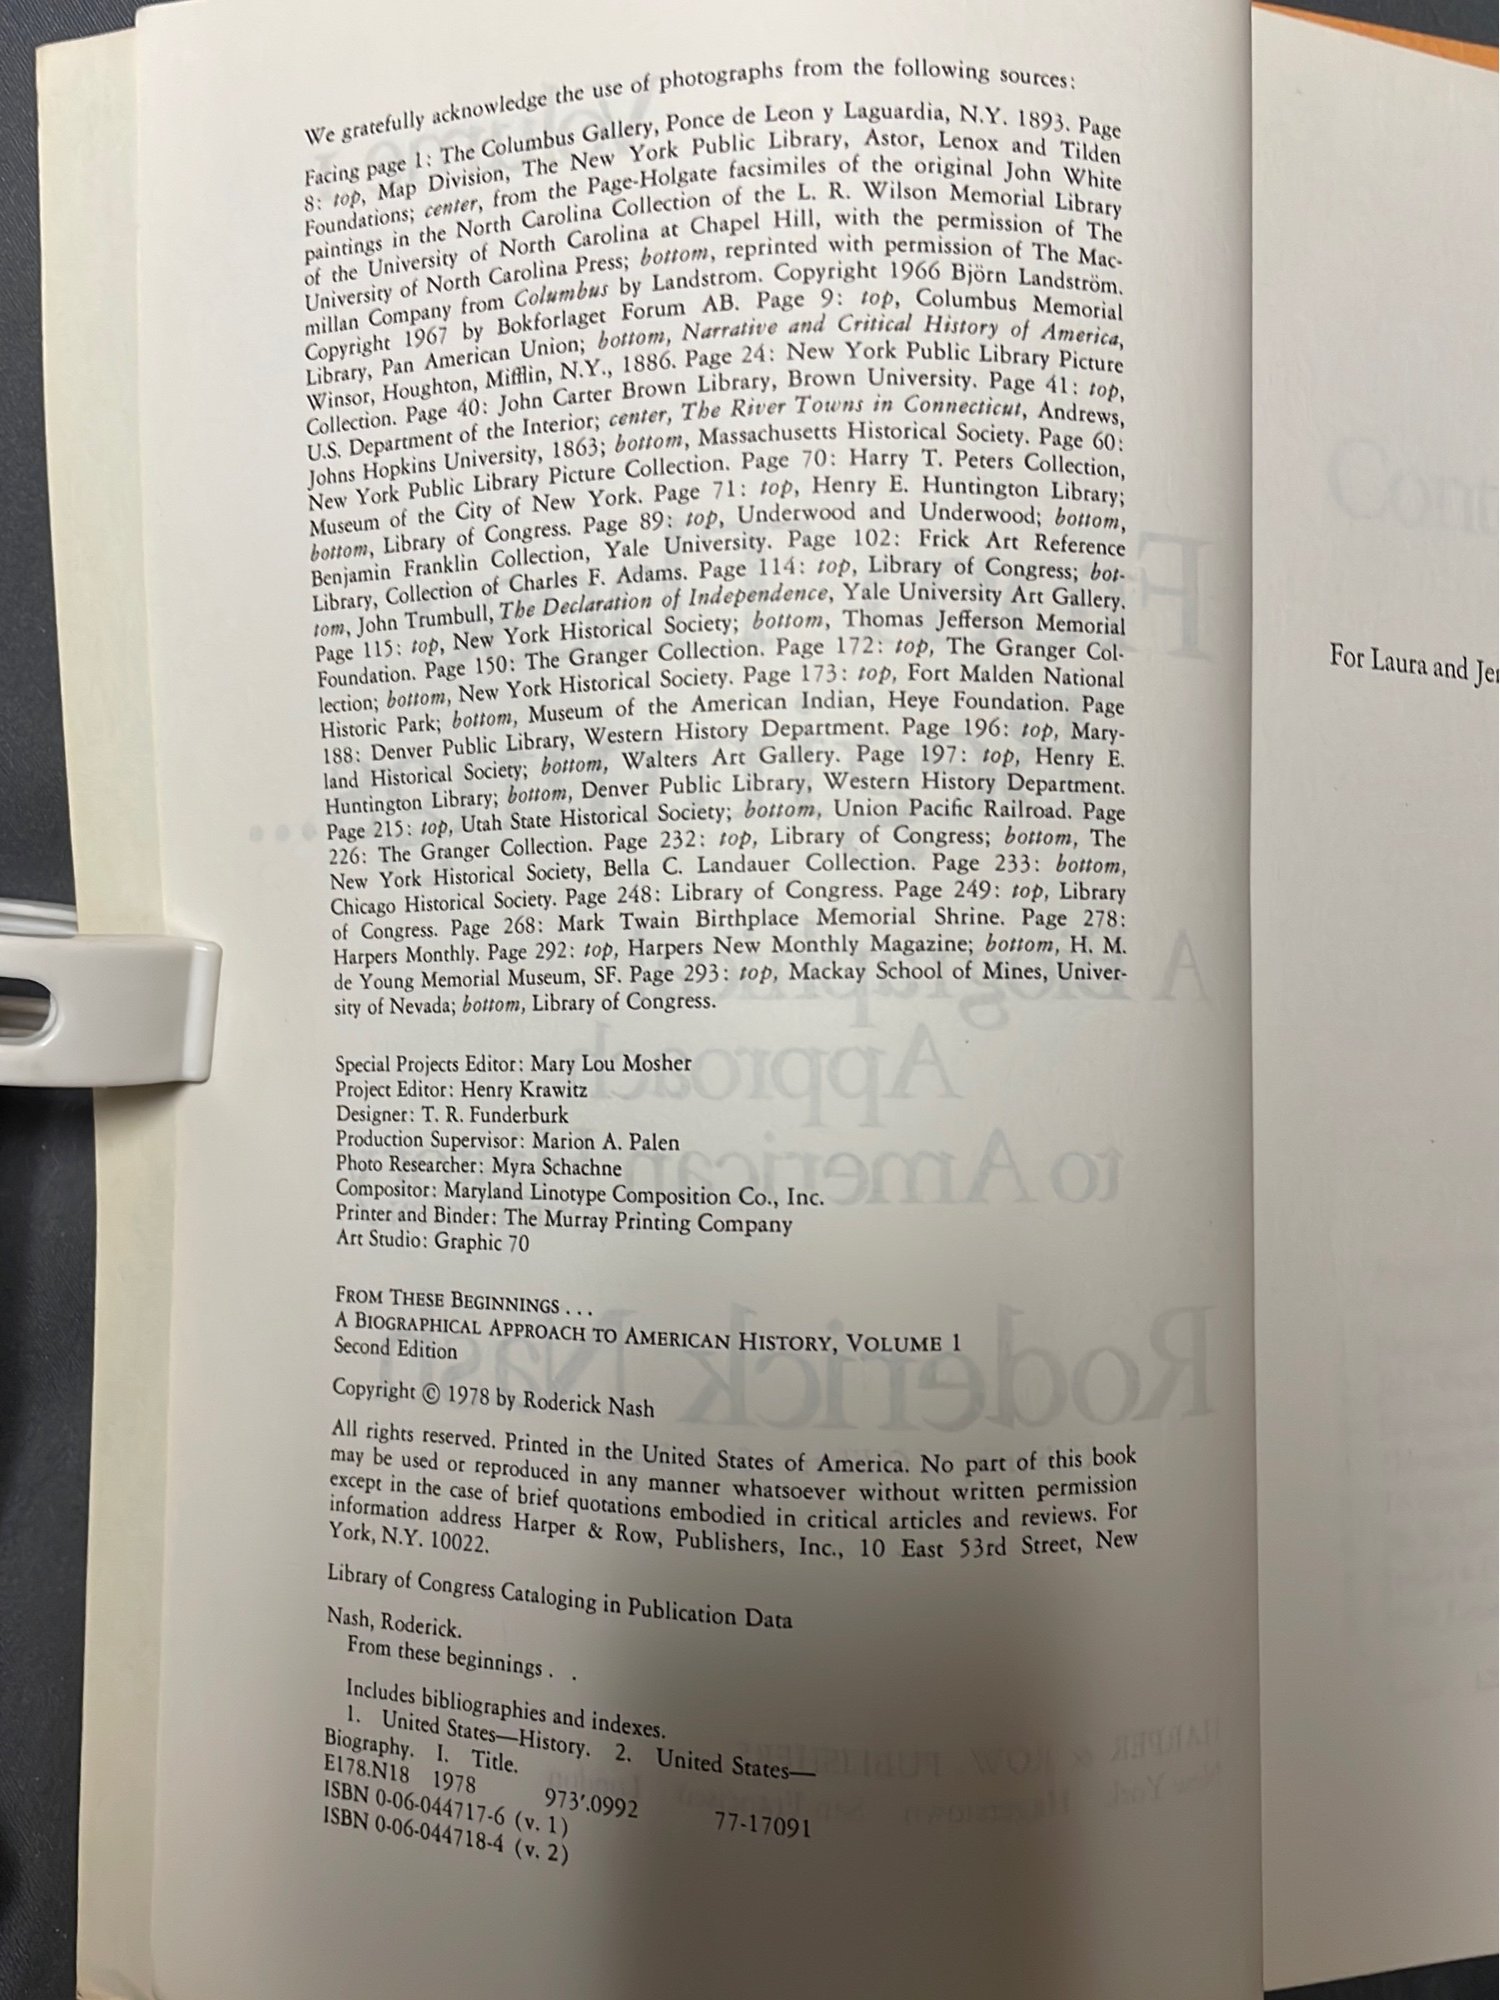 We gratefully acknowledge the use of photographs from the following sources:
Facing page 1: The Columbus Gallery, Ponce de Leon y Laguardia, N.Y. 1893. Page
8: top, Map Division, The New York Public Library, Astor, Lenox and Tilden
Foundations; center, from the Page-Holgate facsimiles of the original John White
paintings in the North Carolina Collection of the L. R. Wilson Memorial Library
of the University of North Carolina at Chapel Hill, with the permission of The
University of North Carolina Press; bottom, reprinted with permission of The Mac-
millan Company from Columbus by Landstrom. Copyright 1966 Björn Landström.
Copyright 1967 by Bokforlaget Forum AB. Page 9: top, Columbus Memorial
Library, Pan American Union; bottom, Narrative and Critical History of America,
Winsor, Houghton, Mifflin, N.Y., 1886. Page 24: New York Public Library Picture
Collection. Page 40: John Carter Brown Library, Brown University. Page 41: top,
U.S. Department of the Interior; center, The River Towns in Connecticut, Andrews,
Johns Hopkins University, 1863; bottom, Massachusetts Historical Society. Page 60:
New York Public Library Picture Collection. Page 70: Harry T. Peters Collection,
Museum of the City of New York. Page 71: top, Henry E. Huntington Library;
bottom, Library of Congress. Page 89: top, Underwood and Underwood; bottom,
Benjamin Franklin Collection, Yale University. Page 102: Frick Art Reference
Library, Collection of Charles F. Adams. Page 114: top, Library of Congress; bot-
tom, John Trumbull, The Declaration of Independence, Yale University Art Gallery.
Page 115: top, New York Historical Society; bottom, Thomas Jefferson Memorial
Foundation. Page 150: The Granger Collection. Page 172: top, The Granger Col-
lection; bottom, New York Historical Society. Page 173: top, Fort Malden National
Historic Park; bottom, Museum of the American Indian, Heye Foundation. Page
188: Denver Public Library, Western History Department. Page 196: top, Mary-
land Historical Society; bottom, Walters Art Gallery. Page 197: top, Henry E.
Huntington Library; bottom, Denver Public Library, Western History Department.
Page 215: top, Utah State Historical Society; bottom, Union Pacific Railroad. Page
226: The Granger Collection. Page 232: top, Library of Congress; bottom, The
New York Historical Society, Bella C. Landauer Collection. Page 233: bottom,
Chicago Historical Society. Page 248: Library of Congress. Page 249: top, Library
of Congress. Page 268: Mark Twain Birthplace Memorial Shrine. Page 278:
Harpers Monthly. Page 292: top, Harpers New Monthly Magazine; bottom, H. M.
de Young Memorial Museum, SF. Page 293: top, Mackay School of Mines, Univer-
sity of Nevada; bottom, Library of Congress.
Special Projects Editor: Mary Lou Mosher
Project Editor: Henry Krawitz
Designer: T. R. Funderburk
Production Supervisor: Marion A. Palen
Photo Researcher: Myra Schachne
Compositor: Maryland Linotype Composition Co., Inc.
Printer and Binder: The Murray Printing Company
Art Studio: Graphic 70
FROM THESE BEGINNINGS . . .
A BIOGRAPHICAL APPROACH TO AMERICAN HISTORY, VOLUME 1
Second Edition
Copyright © 1978 by Roderick Nash
All rights reserved. Printed in the United States of America. No part of this book
may be used or reproduced in any manner whatsoever without written permission
except in the case of brief quotations embodied in critical articles and reviews. For
information address Harper & Row, Publishers, Inc., 10 East 53rd Street, New
York, N.Y. 10022.
Library of Congress Cataloging in Publication Data
Nash, Roderick.
From these beginnings . .
Includes bibliographies and indexes.
1. United States—History. 2. United States—
Biography. I. Title.
E178.N18 1978 973'.0992 77-17091
ISBN 0-06-044717-6 (v. 1)
ISBN 0-06-044718-4 (v. 2)
For Laura and Jen